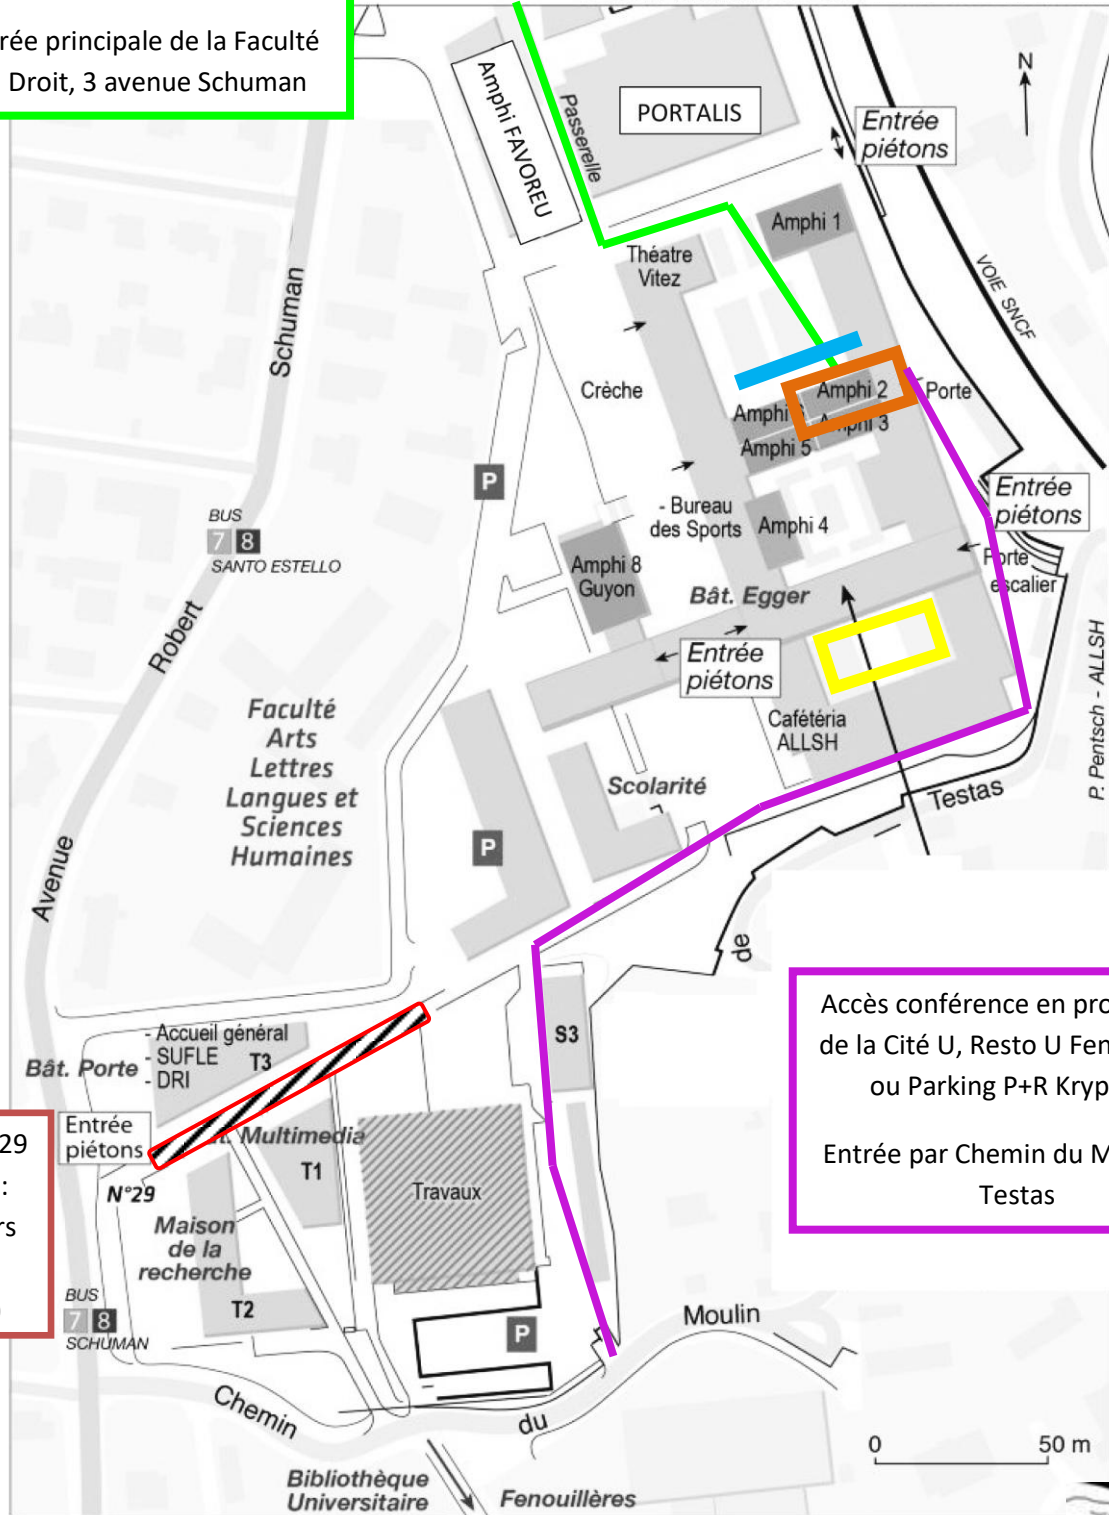 rée principale de la Faculté
Droit, 3 avenue Schuman
Amphi FAVOREU
Passerelle
PORTALIS
N
Entrée
piétons
Amphi 1
Théatre
Vitez
VOIE SNCF
Schuman
Crèche
Amphi 2
Porte
Amphi
Amphi 3
Amphi 5
P
Entrée
piétons
- Bureau
des Sports
Amphi 4
BUS
7 8
SANTO ESTELLO
Amphi 8
Guyon
Porte
escalier
Bât. Egger
Robert
Entrée
piétons
P. Pentsch - ALLSH
Faculté
Arts
Lettres
Langues et
Sciences
Humaines
Cafétéria
ALLSH
Scolarité
Testas
P
Avenue
de
Accès conférence en pro
de la Cité U, Resto U Fen
ou Parking P+R Kryp
Entrée par Chemin du M
Testas
- Accueil général
- SUFLE
- DRI
T3
Bât. Porte
S3
Entrée
piétons
29
:
rs
Multimedia
T1
N°29
Travaux
Maison
de la
recherche
T2
BUS
7 8
SCHUMAN
P
Moulin
Chemin
du
0 50 m
Bibliothèque
Universitaire
Fenouillères